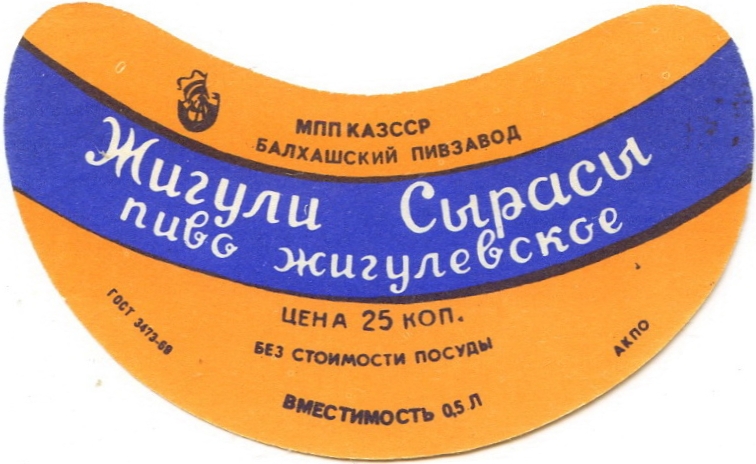 МПП КАЗССР
БАЛХАШСКИЙ ПИВЗАВОД
Жигули Сырасы
пиво жигулевское
ЦЕНА 25 КОП.
БЕЗ СТОИМОСТИ ПОСУДЫ
ВМЕСТИМОСТЬ 0,5 Л
ГОСТ 3473-69
АКПО